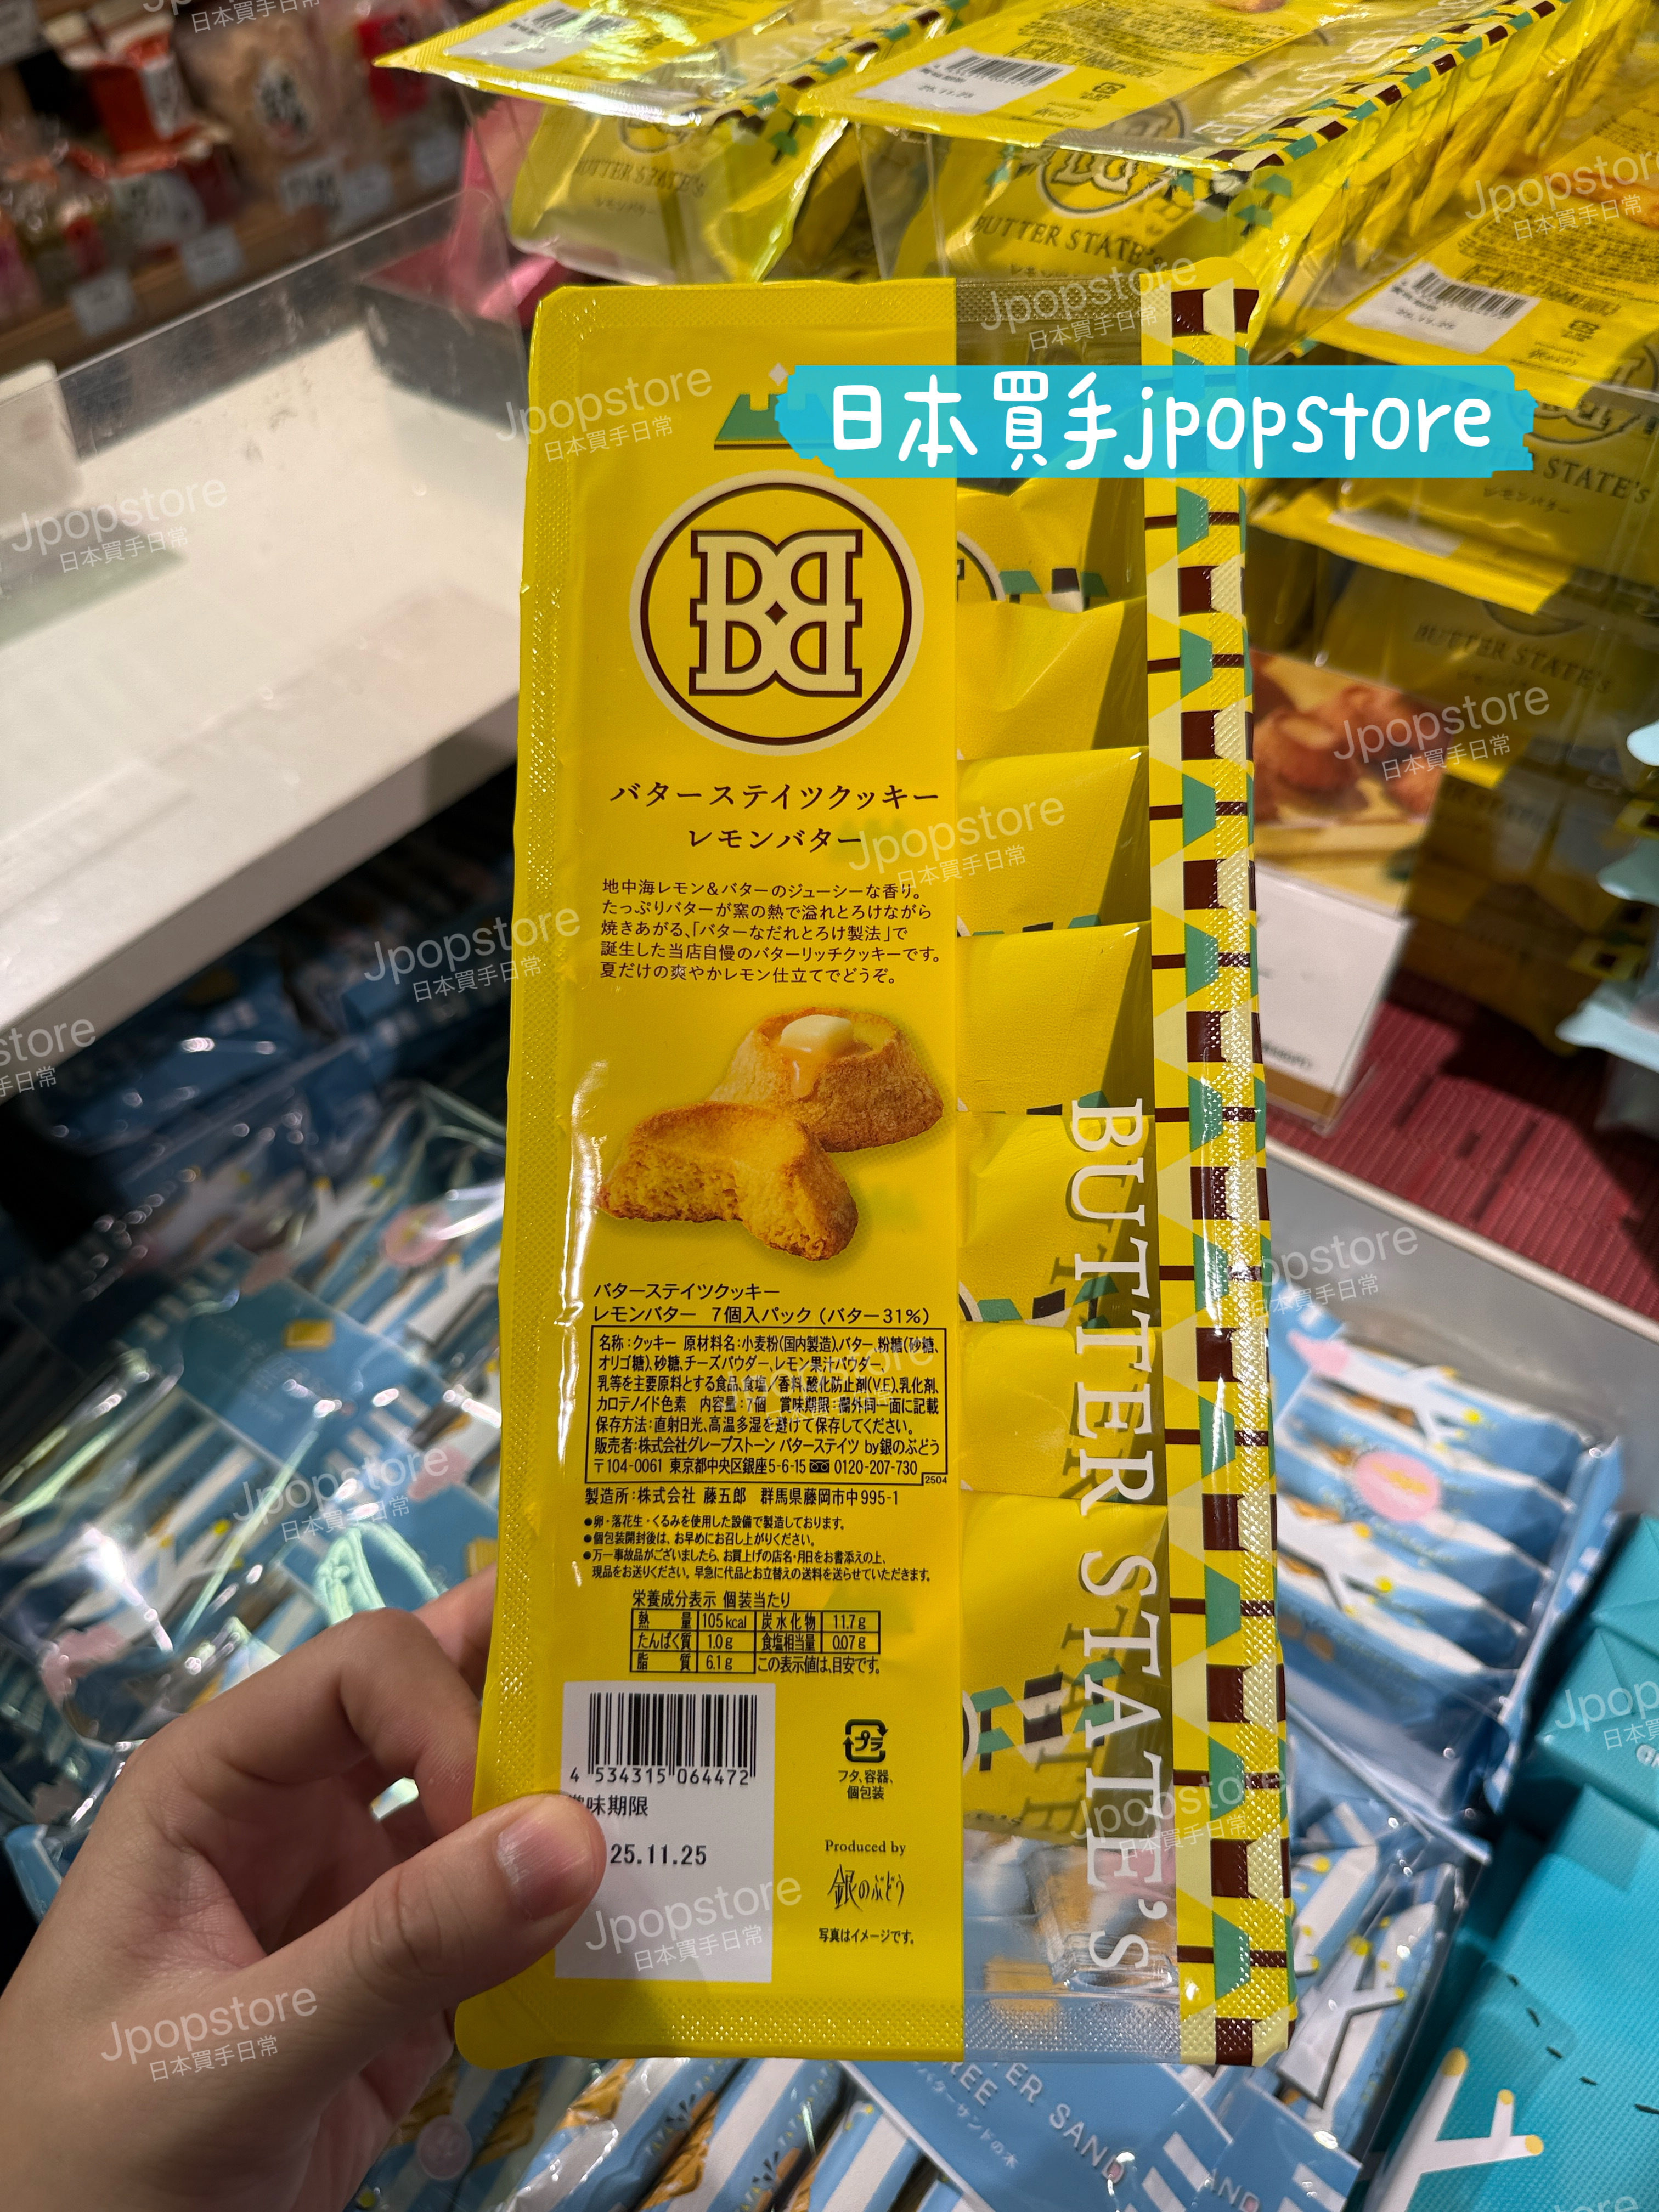 日本買手jpopstore
バターステイツクッキー
レモンバター
地中海レモン&バターのジューシーな香り。
たっぷりバターが窯の熱で溢れとろけながら
焼きあがる、「バターなだれとろけ製法」で
誕生した当店自慢のバターリッチクッキーです。
夏だけの爽やかレモン仕立てでどうぞ。
バターステイツクッキー
レモンバター 7個入パック (バター31%)
名称:クッキー 原材料名:小麦粉(国内製造)、バター、粉糖(砂糖、
オリゴ糖)、砂糖、チーズパウダー、レモン果汁パウダー、
乳等を主要原料とする食品、食塩/香料、酸化防止剤(V.E)、乳化剤、
カロテノイド色素 内容量:7個 賞味期限:欄外同一面に記載
保存方法:直射日光、高温多湿を避けて保存してください。
販売者:株式会社グレープストーン バターステイツ by銀のぶどう
〒104-0061 東京都中央区銀座5-6-15 0120-207-730
2504
製造所:株式会社 藤五郎 群馬県藤岡市中995-1
●卵・落花生・くるみを使用した設備で製造しております。
●個包装開封後は、お早めにお召し上がりください。
●万一事故品がございましたら、お買上げの店名・月日をお書添えの上、
現品をお送りください。早急に代品とお立替えの送料を送らせていただきます。
栄養成分表示 個装当たり
熱量 105kcal 炭水化物 11.7g
たんぱく質 1.0g 食塩相当量 0.07g
脂質 6.1g この表示値は、目安です。
4 534315 064472
味期限
25.11.25
プラ
フタ、容器、
個包装
Produced by
銀のぶどう
写真はイメージです。
BUTTER STATE'S
BUTTER STATE's
レモンバター
BUTTER STATE's
25.11.25
STATE's
レモンバター
BUTTER STATE's
Jpopstore
日本買手日常